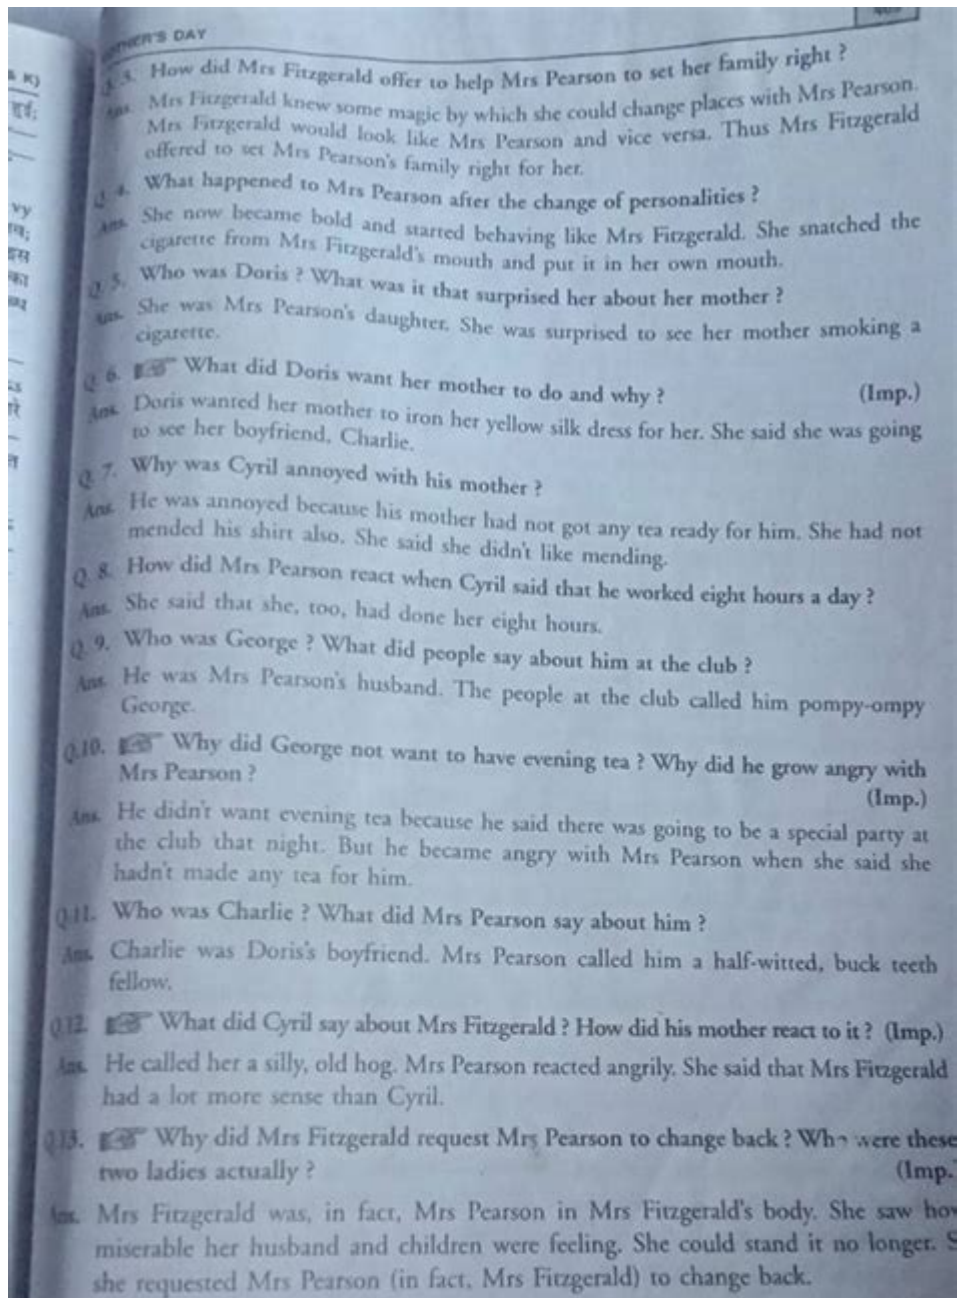 MOTHER'S DAY
Q. 3. How did Mrs Fitzgerald offer to help Mrs Pearson to set her family right ?
Ans. Mrs Fitzgerald knew some magic by which she could change places with Mrs Pearson.
Mrs Fitzgerald would look like Mrs Pearson and vice versa. Thus Mrs Fitzgerald
offered to set Mrs Pearson's family right for her.
Q. 4. What happened to Mrs Pearson after the change of personalities ?
Ans. She now became bold and started behaving like Mrs Fitzgerald. She snatched the
cigarette from Mrs Fitzgerald's mouth and put it in her own mouth.
Q. 5. Who was Doris ? What was it that surprised her about her mother ?
Ans. She was Mrs Pearson's daughter. She was surprised to see her mother smoking a
cigarette.
Q. 6. What did Doris want her mother to do and why ? (Imp.)
Ans. Doris wanted her mother to iron her yellow silk dress for her. She said she was going
to see her boyfriend, Charlie.
Q. 7. Why was Cyril annoyed with his mother ?
Ans. He was annoyed because his mother had not got any tea ready for him. She had not
mended his shirt also. She said she didn't like mending.
Q. 8. How did Mrs Pearson react when Cyril said that he worked eight hours a day ?
Ans. She said that she, too, had done her eight hours.
Q. 9. Who was George ? What did people say about him at the club ?
Ans. He was Mrs Pearson's husband. The people at the club called him pompy-ompy
George.
Q.10. Why did George not want to have evening tea ? Why did he grow angry with
Mrs Pearson ? (Imp.)
Ans. He didn't want evening tea because he said there was going to be a special party at
the club that night. But he became angry with Mrs Pearson when she said she
hadn't made any tea for him.
Q.11. Who was Charlie ? What did Mrs Pearson say about him ?
Ans. Charlie was Doris's boyfriend. Mrs Pearson called him a half-witted, buck teeth
fellow.
Q.12. What did Cyril say about Mrs Fitzgerald ? How did his mother react to it ? (Imp.)
Ans. He called her a silly, old hog. Mrs Pearson reacted angrily. She said that Mrs Fitzgerald
had a lot more sense than Cyril.
Q.13. Why did Mrs Fitzgerald request Mrs Pearson to change back ? Who were these
two ladies actually ? (Imp.
Ans. Mrs Fitzgerald was, in fact, Mrs Pearson in Mrs Fitzgerald's body. She saw how
miserable her husband and children were feeling. She could stand it no longer. S
she requested Mrs Pearson (in fact, Mrs Fitzgerald) to change back.